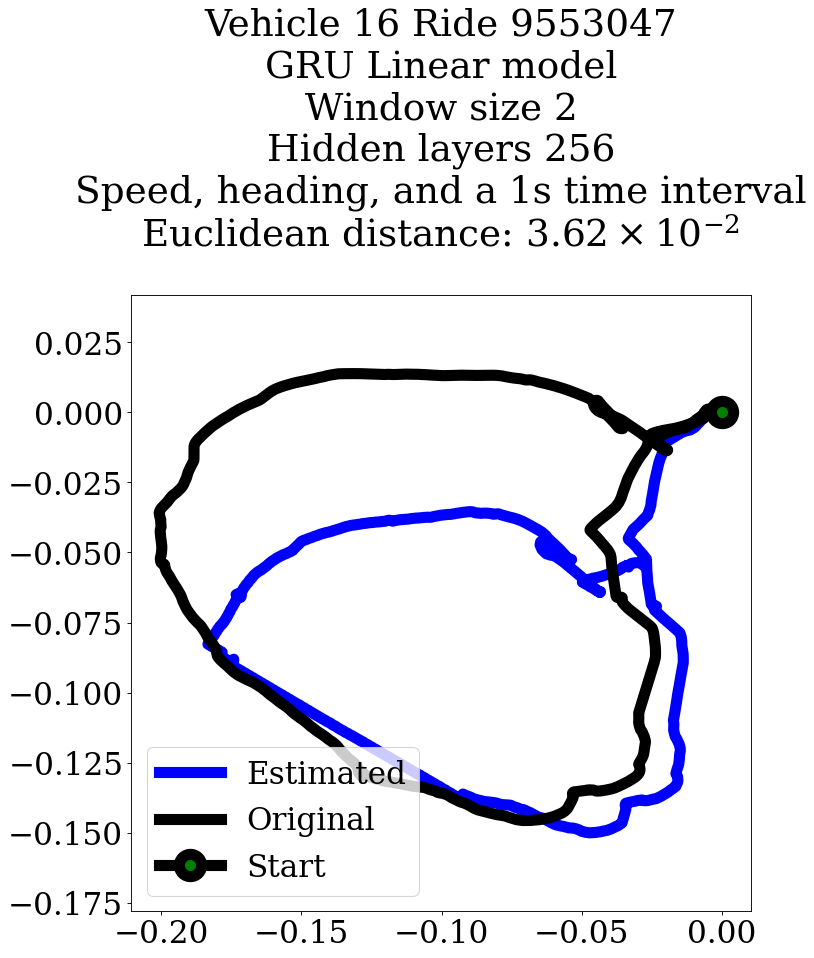 Vehicle 16 Ride 9553047
GRU Linear model
Window size 2
Hidden layers 256
Speed, heading, and a 1s time interval
Euclidean distance: 3.62 × 10⁻²
0.025
0.000
−0.025
−0.050
−0.075
−0.100
−0.125
−0.150
−0.175
Estimated
Original
Start
−0.20 −0.15 −0.10 −0.05 0.00